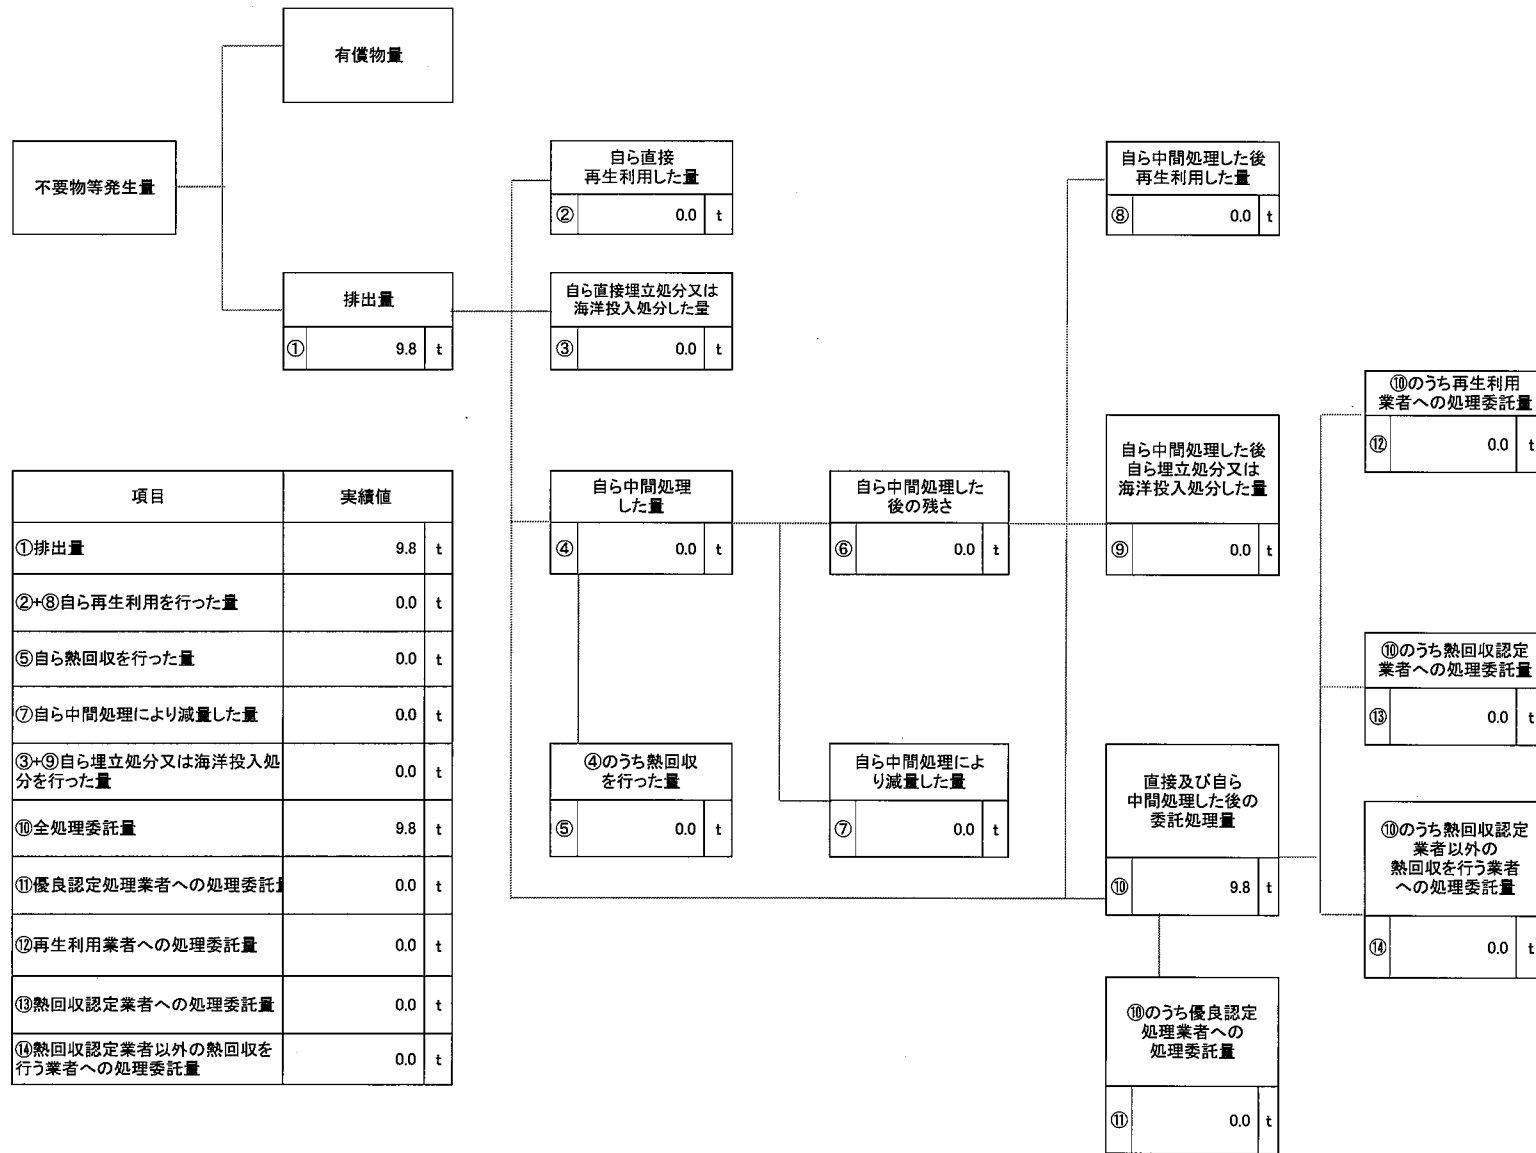 有償物量
不要物等発生量
排出量
① 9.8 t
自ら直接
再生利用した量
② 0.0 t
自ら直接埋立処分又は
海洋投入処分した量
③ 0.0 t
自ら中間処理
した量
④ 0.0 t
④のうち熱回収
を行った量
⑤ 0.0 t
自ら中間処理した
後の残さ
⑥ 0.0 t
自ら中間処理によ
り減量した量
⑦ 0.0 t
自ら中間処理した後
再生利用した量
⑧ 0.0 t
自ら中間処理した後
自ら埋立処分又は
海洋投入処分した量
⑨ 0.0 t
直接及び自ら
中間処理した後の
委託処理量
⑩ 9.8 t
⑩のうち優良認定
処理業者への
処理委託量
⑪ 0.0 t
⑩のうち再生利用
業者への処理委託量
⑫ 0.0 t
⑩のうち熱回収認定
業者への処理委託量
⑬ 0.0 t
⑩のうち熱回収認定
業者以外の
熱回収を行う業者
への処理委託量
⑭ 0.0 t
項目 実績値
①排出量 9.8 t
②+⑧自ら再生利用を行った量 0.0 t
⑤自ら熱回収を行った量 0.0 t
⑦自ら中間処理により減量した量 0.0 t
③+⑨自ら埋立処分又は海洋投入処
分を行った量 0.0 t
⑩全処理委託量 9.8 t
⑪優良認定処理業者への処理委託量 0.0 t
⑫再生利用業者への処理委託量 0.0 t
⑬熱回収認定業者への処理委託量 0.0 t
⑭熱回収認定業者以外の熱回収を
行う業者への処理委託量 0.0 t